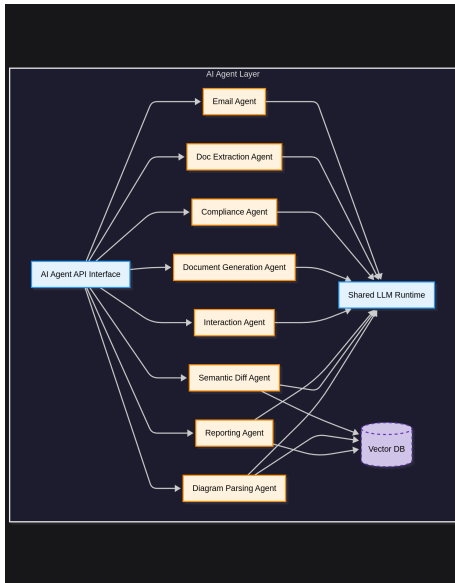 AI Agent Layer
Email Agent
Doc Extraction Agent
Compliance Agent
Document Generation Agent
AI Agent API Interface
Shared LLM Runtime
Interaction Agent
Semantic Diff Agent
Reporting Agent
Vector DB
Diagram Parsing Agent